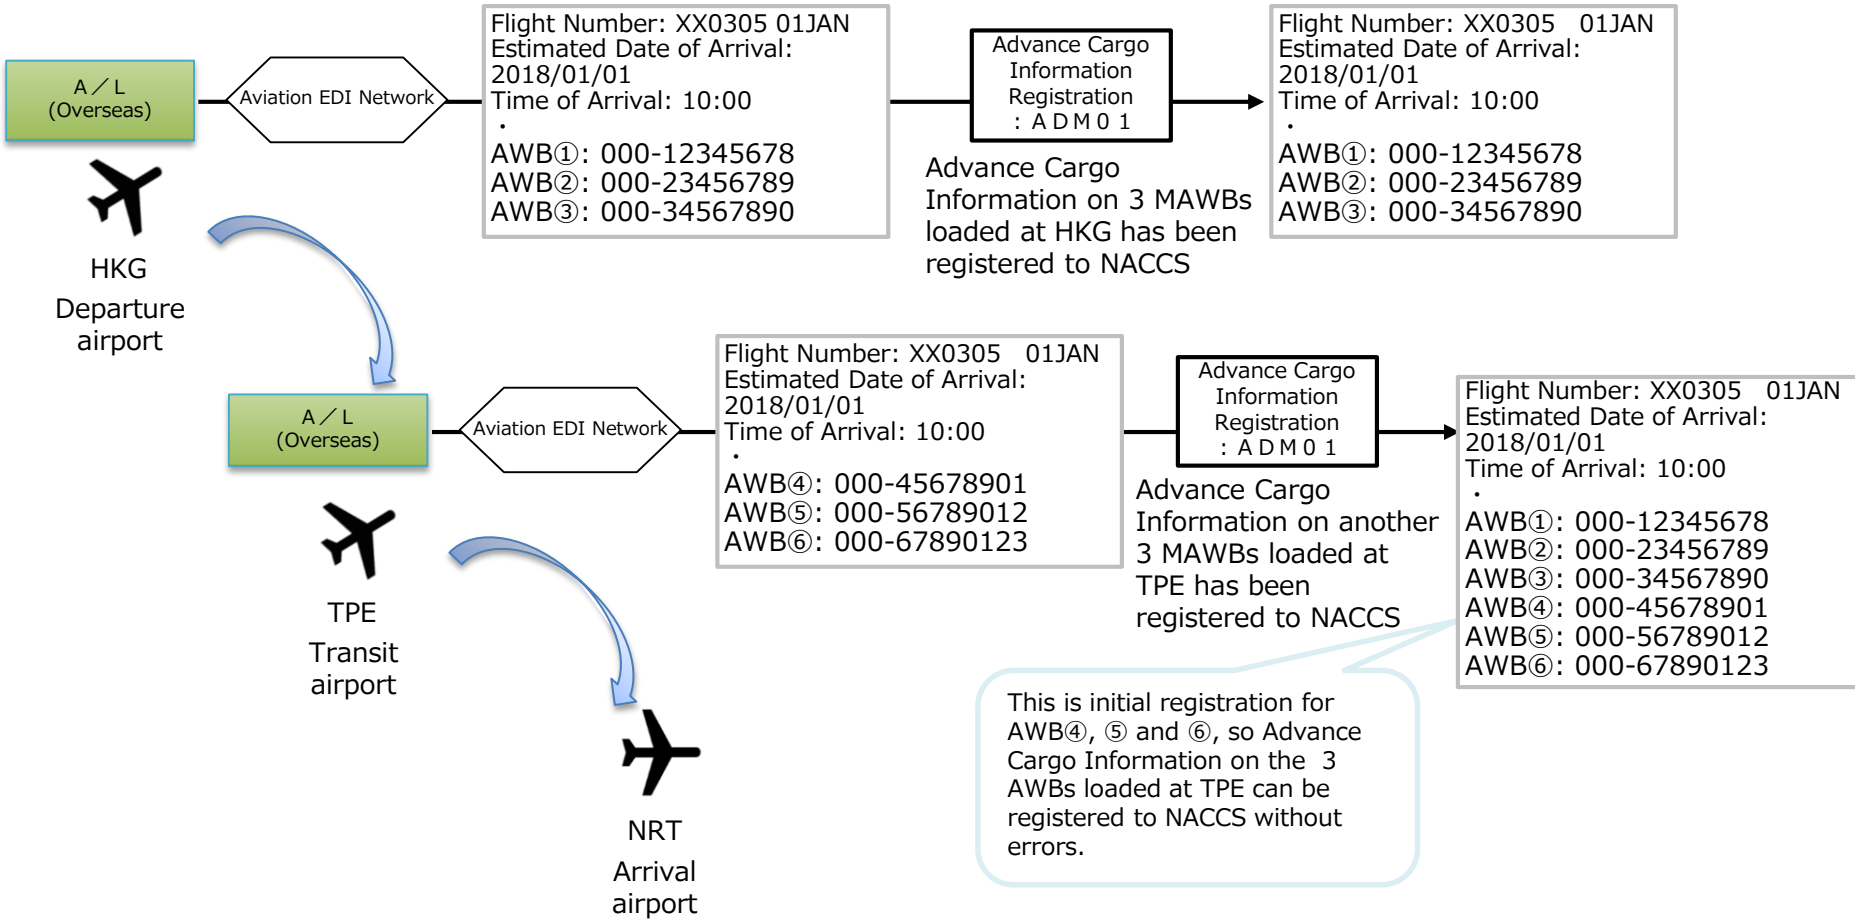 A／L
(Overseas)
Aviation EDI Network
Flight Number: XX0305 01JAN
Estimated Date of Arrival:
2018/01/01
Time of Arrival: 10:00
・
AWB①: 000-12345678
AWB②: 000-23456789
AWB③: 000-34567890
Advance Cargo
Information
Registration
：ＡＤＭ０１
Advance Cargo
Information on 3 MAWBs
loaded at HKG has been
registered to NACCS
Flight Number: XX0305 01JAN
Estimated Date of Arrival:
2018/01/01
Time of Arrival: 10:00
・
AWB①: 000-12345678
AWB②: 000-23456789
AWB③: 000-34567890
HKG
Departure
airport
A／L
(Overseas)
Aviation EDI Network
Flight Number: XX0305 01JAN
Estimated Date of Arrival:
2018/01/01
Time of Arrival: 10:00
・
AWB④: 000-45678901
AWB⑤: 000-56789012
AWB⑥: 000-67890123
Advance Cargo
Information
Registration
：ＡＤＭ０１
Advance Cargo
Information on another
3 MAWBs loaded at
TPE has been
registered to NACCS
Flight Number: XX0305 01JAN
Estimated Date of Arrival:
2018/01/01
Time of Arrival: 10:00
・
AWB①: 000-12345678
AWB②: 000-23456789
AWB③: 000-34567890
AWB④: 000-45678901
AWB⑤: 000-56789012
AWB⑥: 000-67890123
TPE
Transit
airport
This is initial registration for
AWB④, ⑤ and ⑥, so Advance
Cargo Information on the 3
AWBs loaded at TPE can be
registered to NACCS without
errors.
NRT
Arrival
airport